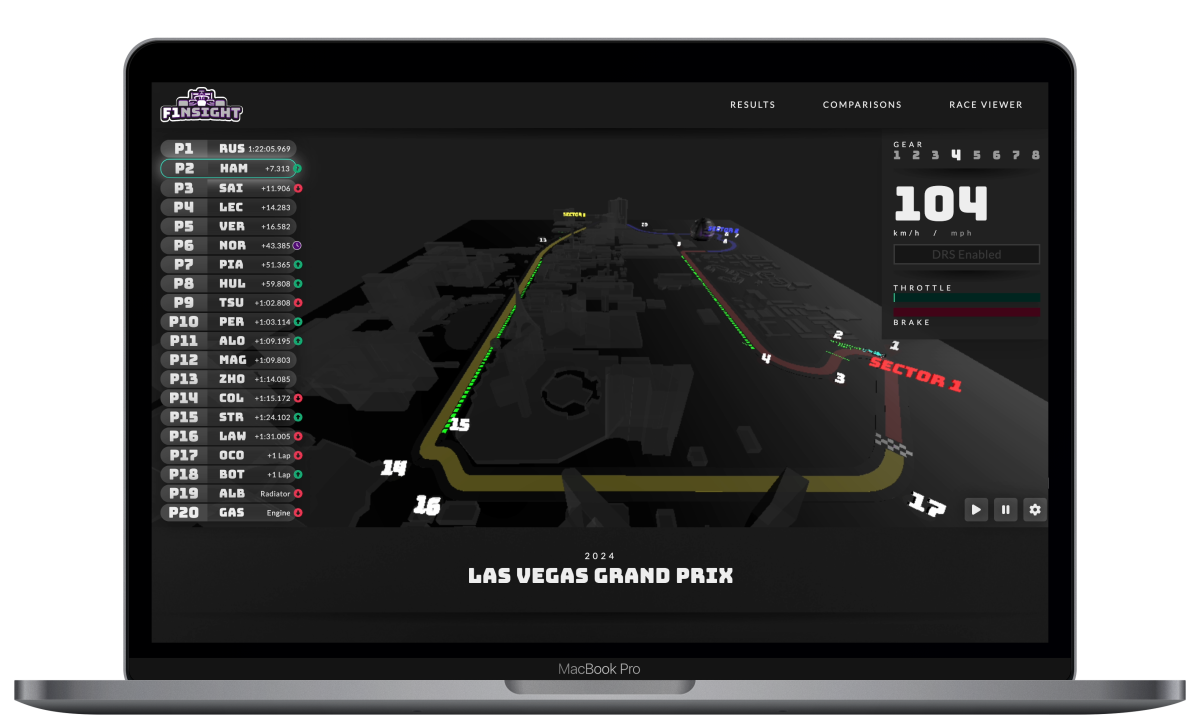 F1NSIGHT
RESULTS COMPARISONS RACE VIEWER
P1 RUS 1:22:05.969
P2 HAM +7.313
P3 SAI +11.906
P4 LEC +14.283
P5 VER +16.582
P6 NOR +43.385
P7 PIA +51.365
P8 HUL +59.808
P9 TSU +1:02.808
P10 PER +1:03.114
P11 ALO +1:09.195
P12 MAG +1:09.803
P13 ZHO +1:14.085
P14 COL +1:15.172
P15 STR +1:24.102
P16 LAW +1:31.005
P17 OCO +1 Lap
P18 BOT +1 Lap
P19 ALB Radiator
P20 GAS Engine
GEAR
1 2 3 4 5 6 7 8
104
km/h / mph
DRS Enabled
THROTTLE
BRAKE
13
5
2
1
4
3
SECTOR 1
15
14
16
17
2024
LAS VEGAS GRAND PRIX
MacBook Pro